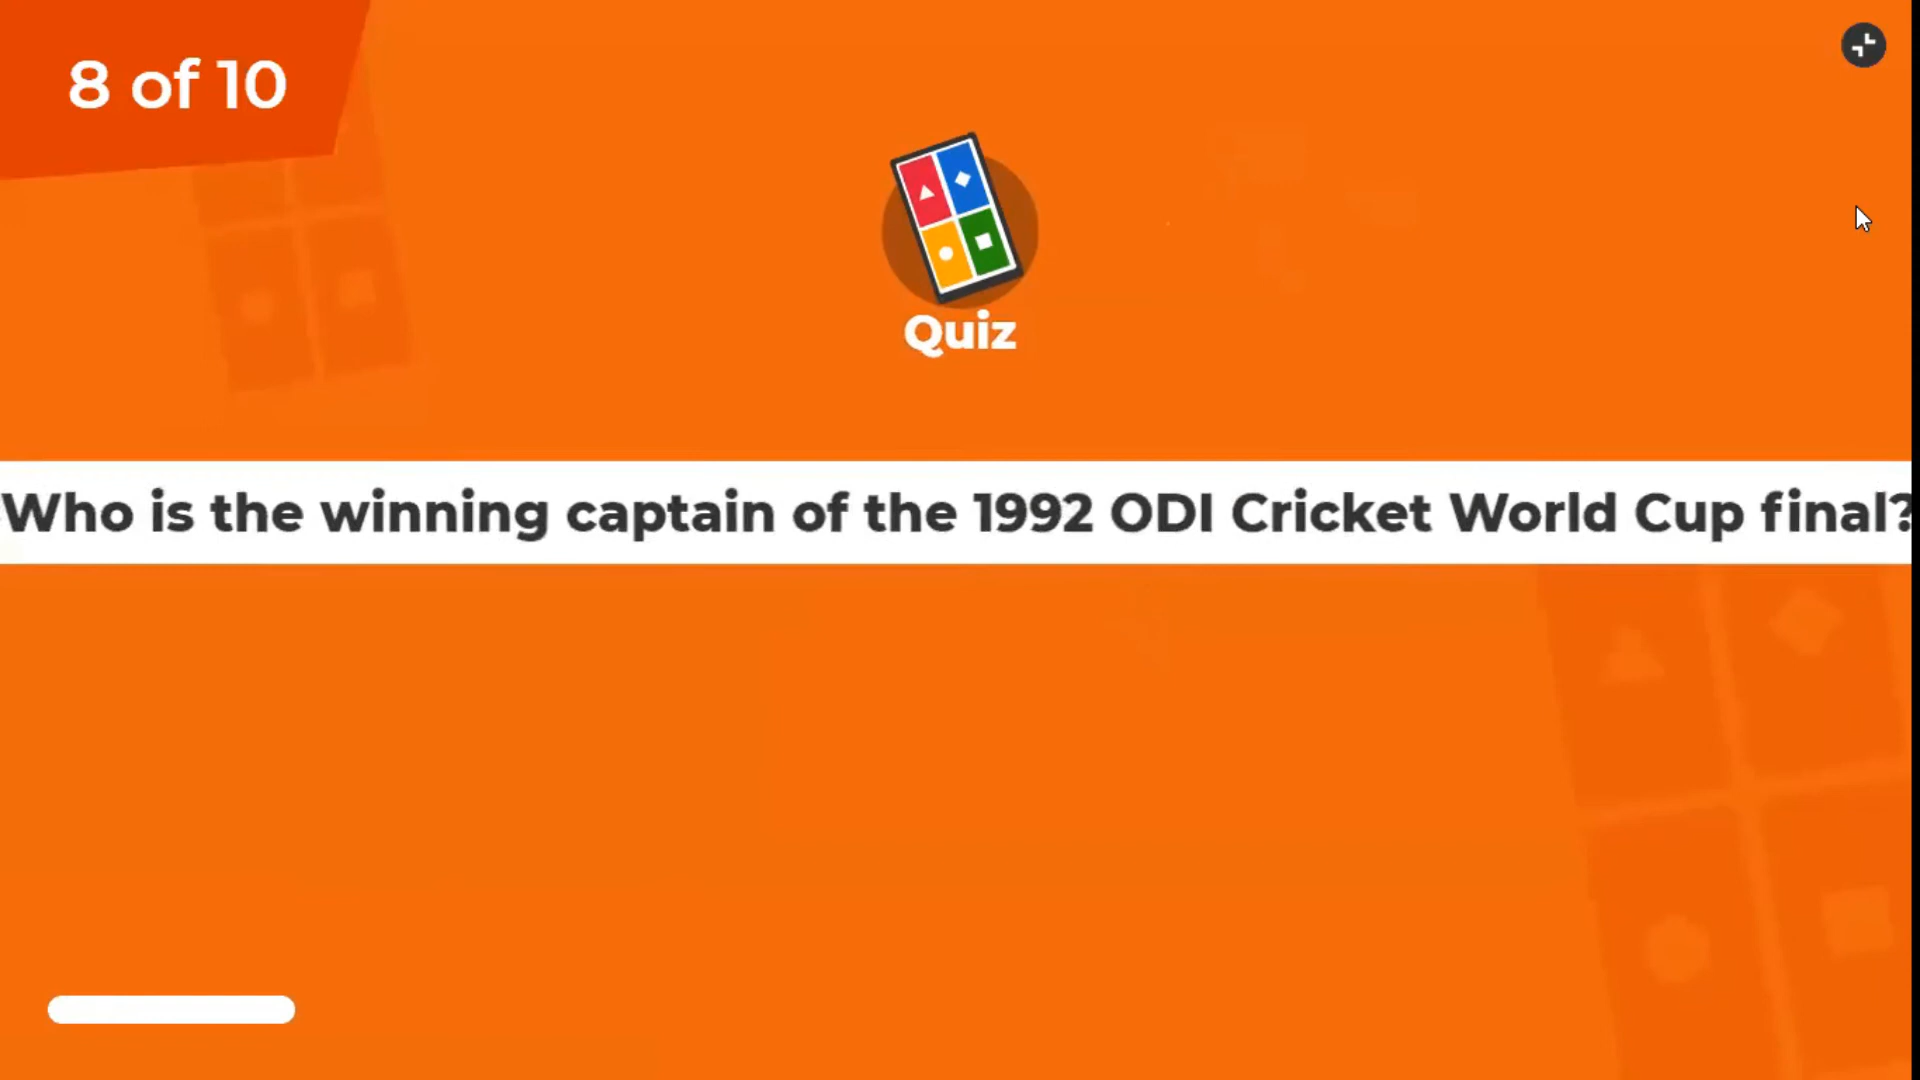 8 of 10
Quiz
Who is the winning captain of the 1992 ODI Cricket World Cup final?